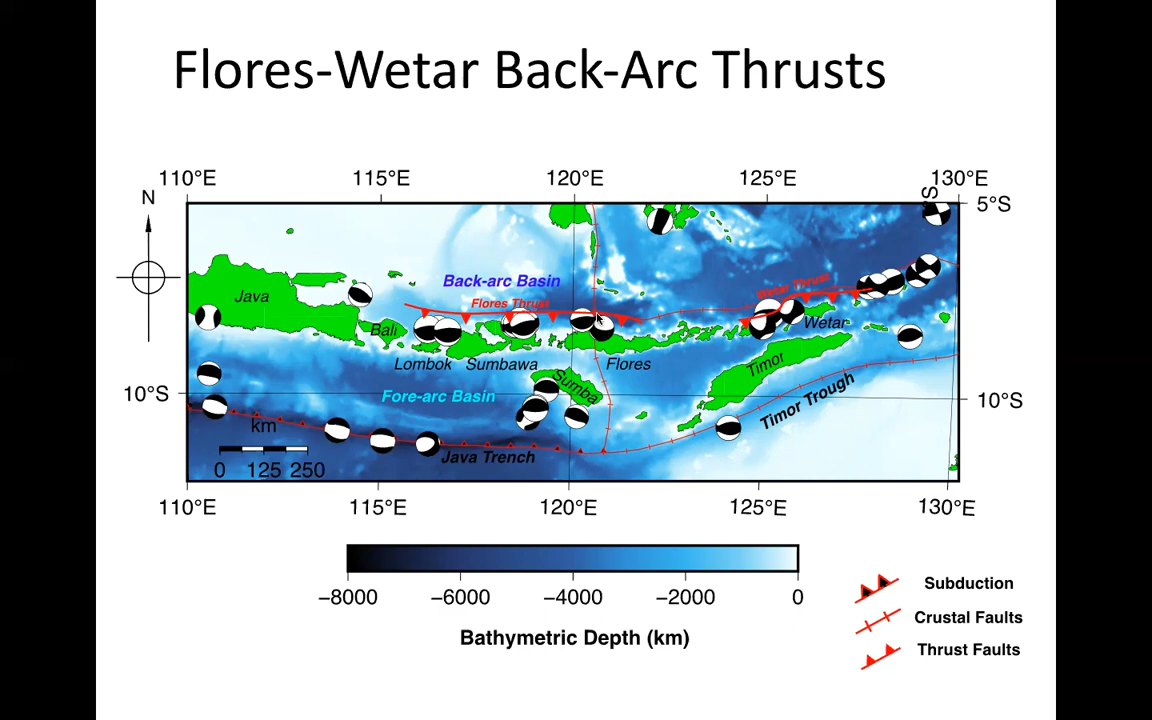 Flores-Wetar Back-Arc Thrusts
110°E 115°E 120°E 125°E 130°E
N
S
5°S
Back-arc Basin
Wetar Thrust
Java
Flores Thrust
Bali
Wetar
Lombok Sumbawa Flores
Timor
Sumba
10°S
Fore-arc Basin
10°S
Timor Trough
km
Java Trench
0 125 250
110°E 115°E 120°E 125°E 130°E
−8000 −6000 −4000 −2000 0
Bathymetric Depth (km)
Subduction
Crustal Faults
Thrust Faults